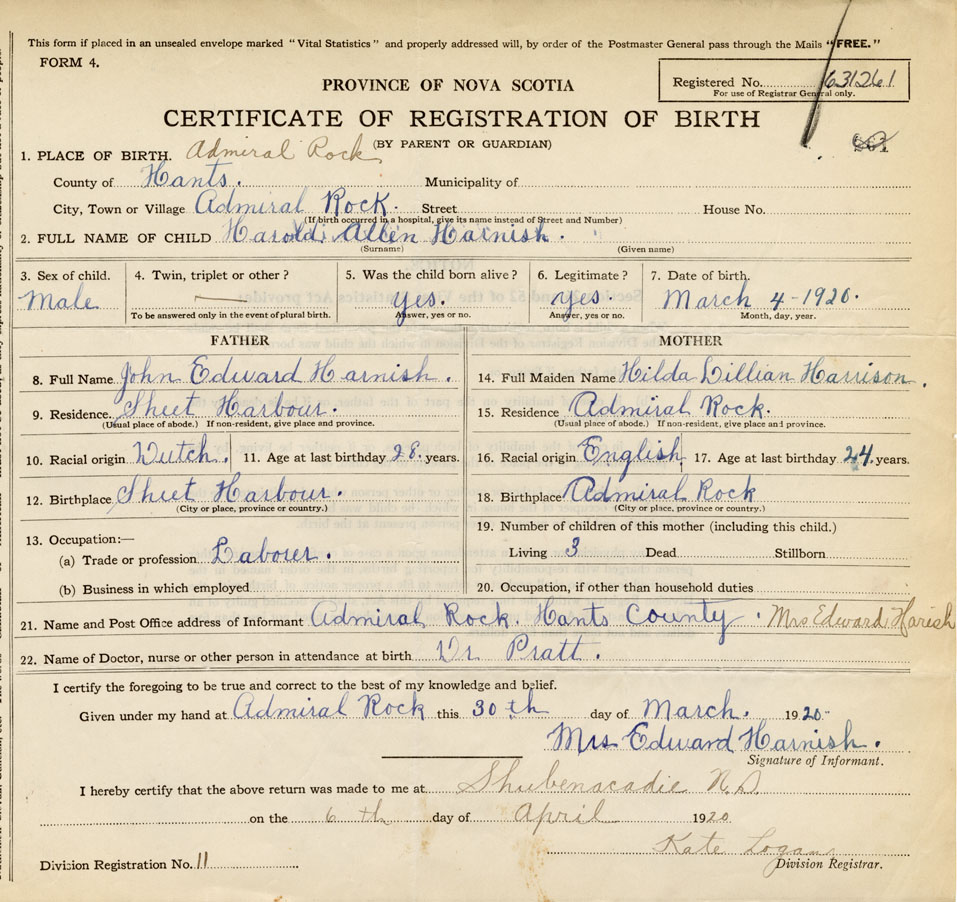 This form if placed in an unsealed envelope marked "Vital Statistics" and properly addressed will, by order of the Postmaster General pass through the Mails "FREE."
FORM 4.
PROVINCE OF NOVA SCOTIA
Registered No. 631261
For use of Registrar General only.
CERTIFICATE OF REGISTRATION OF BIRTH
(BY PARENT OR GUARDIAN)
1. PLACE OF BIRTH. Admiral Rock
County of Hants. Municipality of
City, Town or Village Admiral Rock. Street House No.
(If birth occurred in a hospital, give its name instead of Street and Number)
2. FULL NAME OF CHILD Harold Allen Harnish.
(Surname) (Given name)
3. Sex of child. 4. Twin, triplet or other? 5. Was the child born alive? 6. Legitimate? 7. Date of birth.
Male — yes. yes. March 4-1920.
To be answered only in the event of plural birth. Answer, yes or no. Answer, yes or no. Month, day, year.
FATHER MOTHER
8. Full Name John Edward Harnish. 14. Full Maiden Name Hilda Lillian Harrison.
9. Residence. Sheet Harbour. 15. Residence Admiral Rock.
(Usual place of abode.) If non-resident, give place and province. (Usual place of abode.) If non-resident, give place and province.
10. Racial origin Dutch. 11. Age at last birthday 28. years. 16. Racial origin English 17. Age at last birthday 24. years.
12. Birthplace Sheet Harbour. 18. Birthplace Admiral Rock
(City or place, province or country.) (City or place, province or country.)
13. Occupation:— 19. Number of children of this mother (including this child.)
(a) Trade or profession Laborer. Living 3 Dead Stillborn
(b) Business in which employed 20. Occupation, if other than household duties
21. Name and Post Office address of Informant Admiral Rock. Hants County. Mrs Edward Harish
22. Name of Doctor, nurse or other person in attendance at birth Dr Pratt.
I certify the foregoing to be true and correct to the best of my knowledge and belief.
Given under my hand at Admiral Rock this 30th day of March. 1920
Mrs Edward Harnish.
Signature of Informant.
I hereby certify that the above return was made to me at Shubenacadie N.S.
on the 6th day of April 1920
Kate Logan
Division Registration No. 11 Division Registrar.